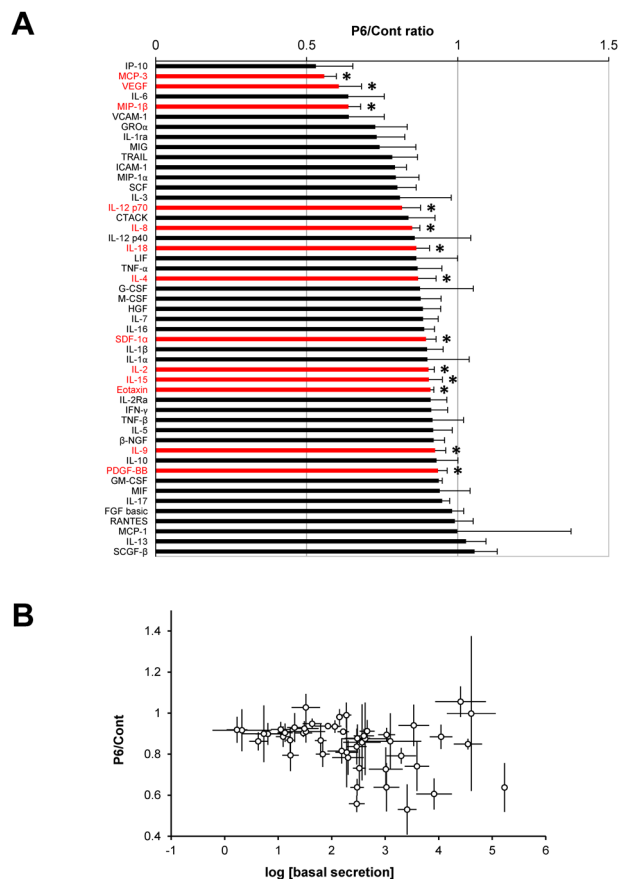 A
P6/Cont ratio
0 0.5 1 1.5
IP-10
MCP-3 *
VEGF *
IL-6
MIP-1β *
VCAM-1
GROα
IL-1ra
MIG
TRAIL
ICAM-1
MIP-1α
SCF
IL-3
IL-12 p70 *
CTACK
IL-8 *
IL-12 p40
IL-18 *
LIF
TNF-α
IL-4 *
G-CSF
M-CSF
HGF
IL-7
IL-16
SDF-1α *
IL-1β
IL-1α
IL-2 *
IL-15 *
Eotaxin *
IL-2Ra
IFN-γ
TNF-β
IL-5
β-NGF
IL-9 *
IL-10
PDGF-BB *
GM-CSF
MIF
IL-17
FGF basic
RANTES
MCP-1
IL-13
SCGF-β
B
P6/Cont
1.4
1.2
1
0.8
0.6
0.4
-1 0 1 2 3 4 5 6
log [basal secretion]